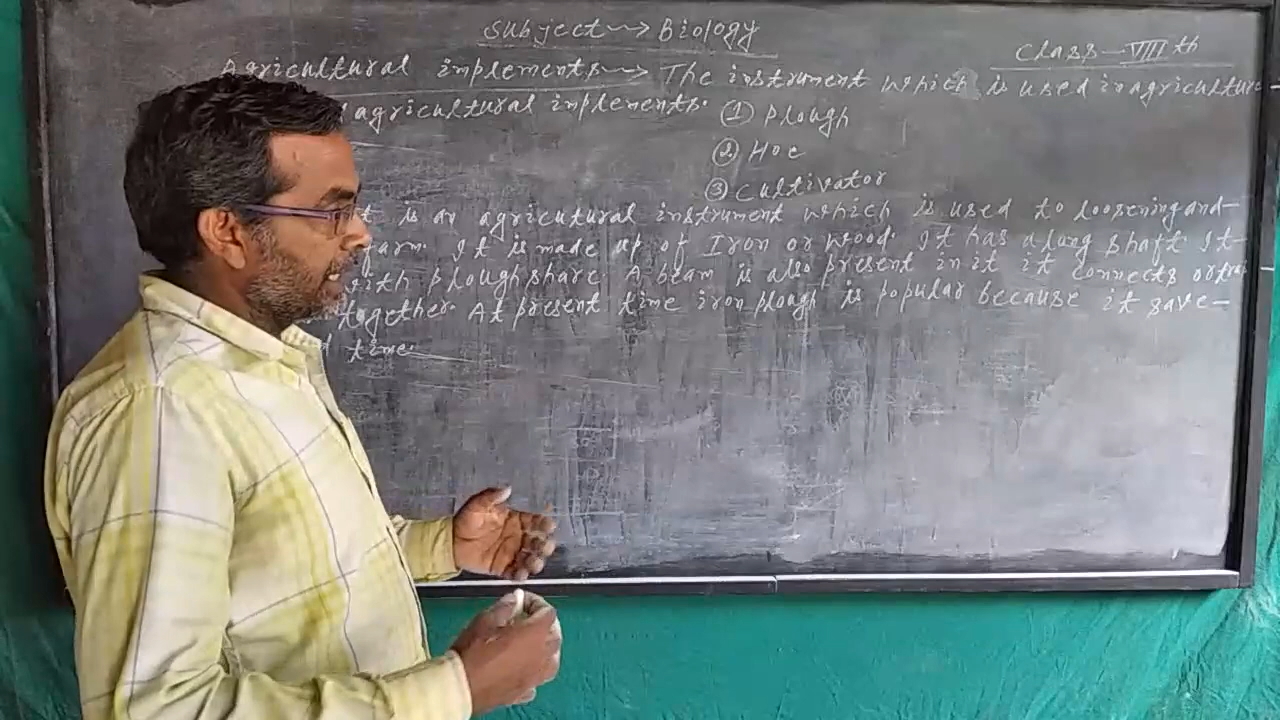 Subject → Biology
Class - VIII th
Agricultural implements → The instrument which is used in agriculture
agricultural implements. ① Plough
② Hoe
③ Cultivator
t is an agricutural instrument which is used to loosening and-
farm. It is made up of Iron or wood. It has a long shaft. It-
with ploughshare. A beam is also present in it it connects
together. At present time iron plough is popular because it save-
time.